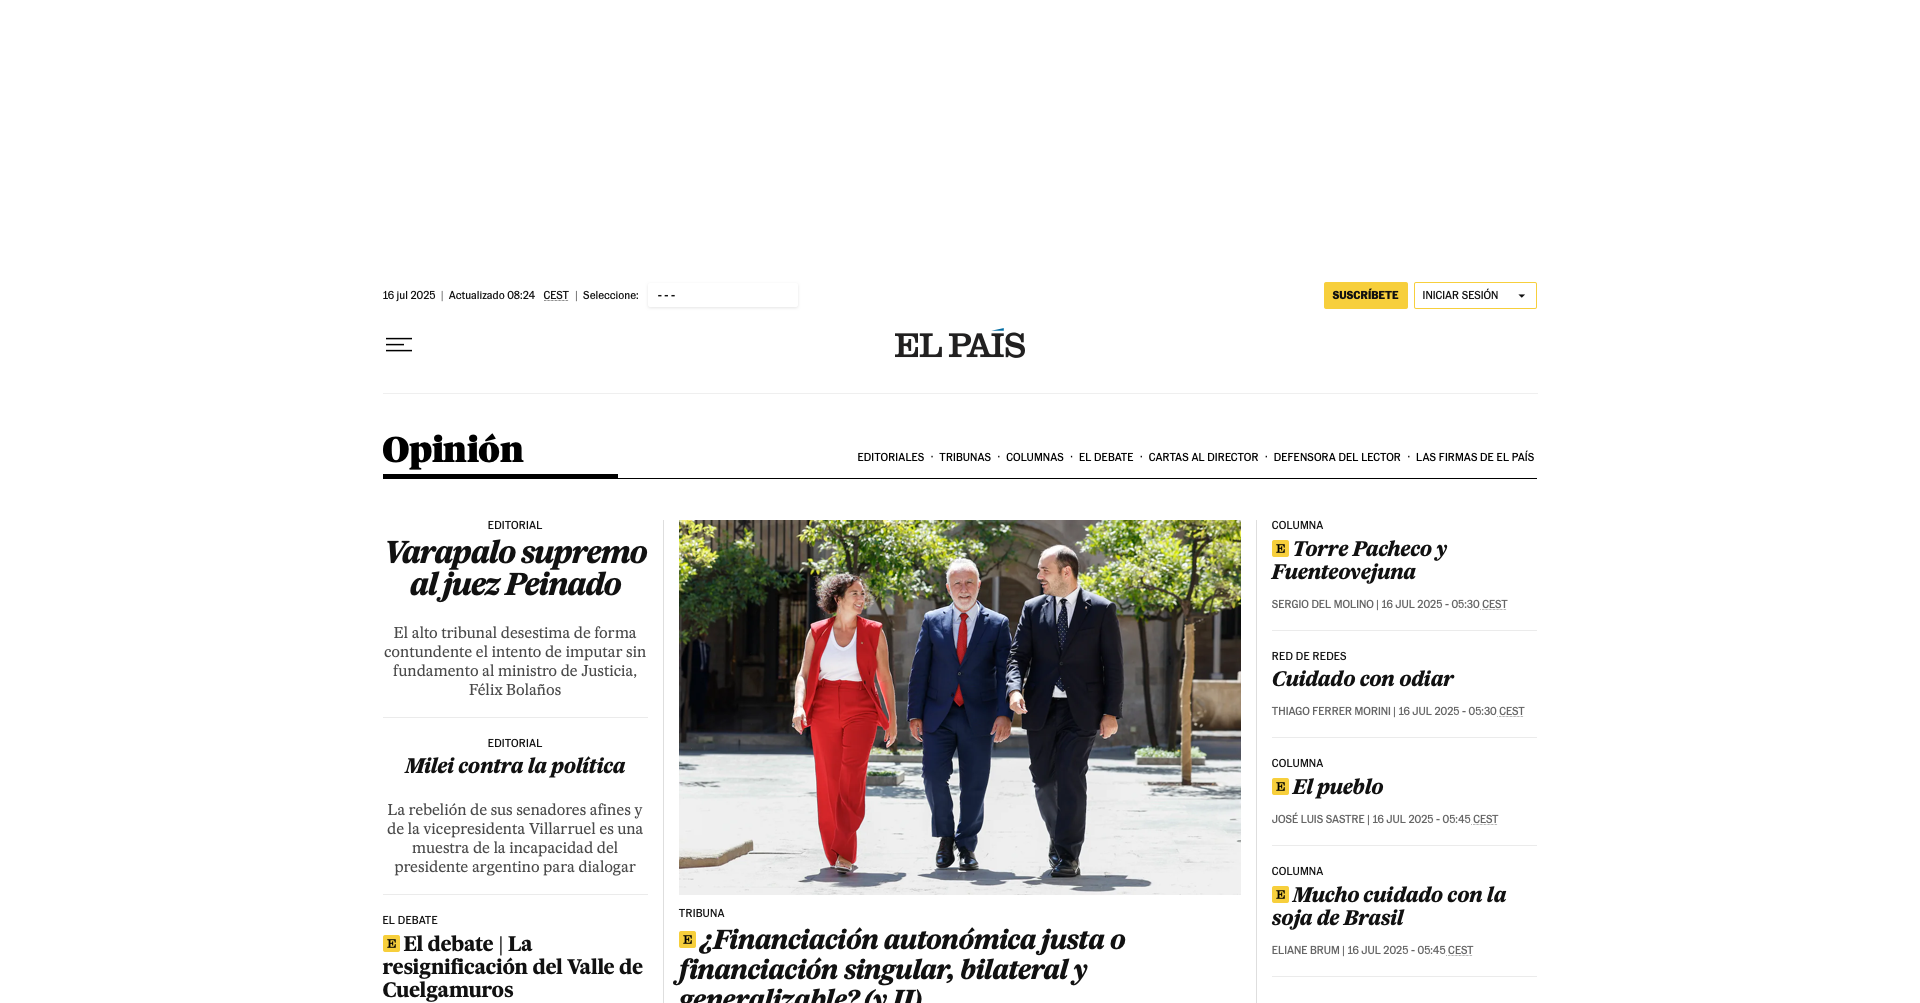 16 jul 2025 | Actualizado 08:24 CEST | Seleccione: - - -
SUSCRÍBETE
INICIAR SESIÓN
EL PAÍS
Opinión
EDITORIALES · TRIBUNAS · COLUMNAS · EL DEBATE · CARTAS AL DIRECTOR · DEFENSORA DEL LECTOR · LAS FIRMAS DE EL PAÍS
EDITORIAL
Varapalo supremo
al juez Peinado
El alto tribunal desestima de forma
contundente el intento de imputar sin
fundamento al ministro de Justicia,
Félix Bolaños
EDITORIAL
Milei contra la política
La rebelión de sus senadores afines y
de la vicepresidenta Villarruel es una
muestra de la incapacidad del
presidente argentino para dialogar
EL DEBATE
E El debate | La
resignificación del Valle de
Cuelgamuros
TRIBUNA
E ¿Financiación autonómica justa o
financiación singular, bilateral y
generalizable? (y II)
COLUMNA
E Torre Pacheco y
Fuenteovejuna
SERGIO DEL MOLINO | 16 JUL 2025 - 05:30 CEST
RED DE REDES
Cuidado con odiar
THIAGO FERRER MORINI | 16 JUL 2025 - 05:30 CEST
COLUMNA
E El pueblo
JOSÉ LUIS SASTRE | 16 JUL 2025 - 05:45 CEST
COLUMNA
E Mucho cuidado con la
soja de Brasil
ELIANE BRUM | 16 JUL 2025 - 05:45 CEST